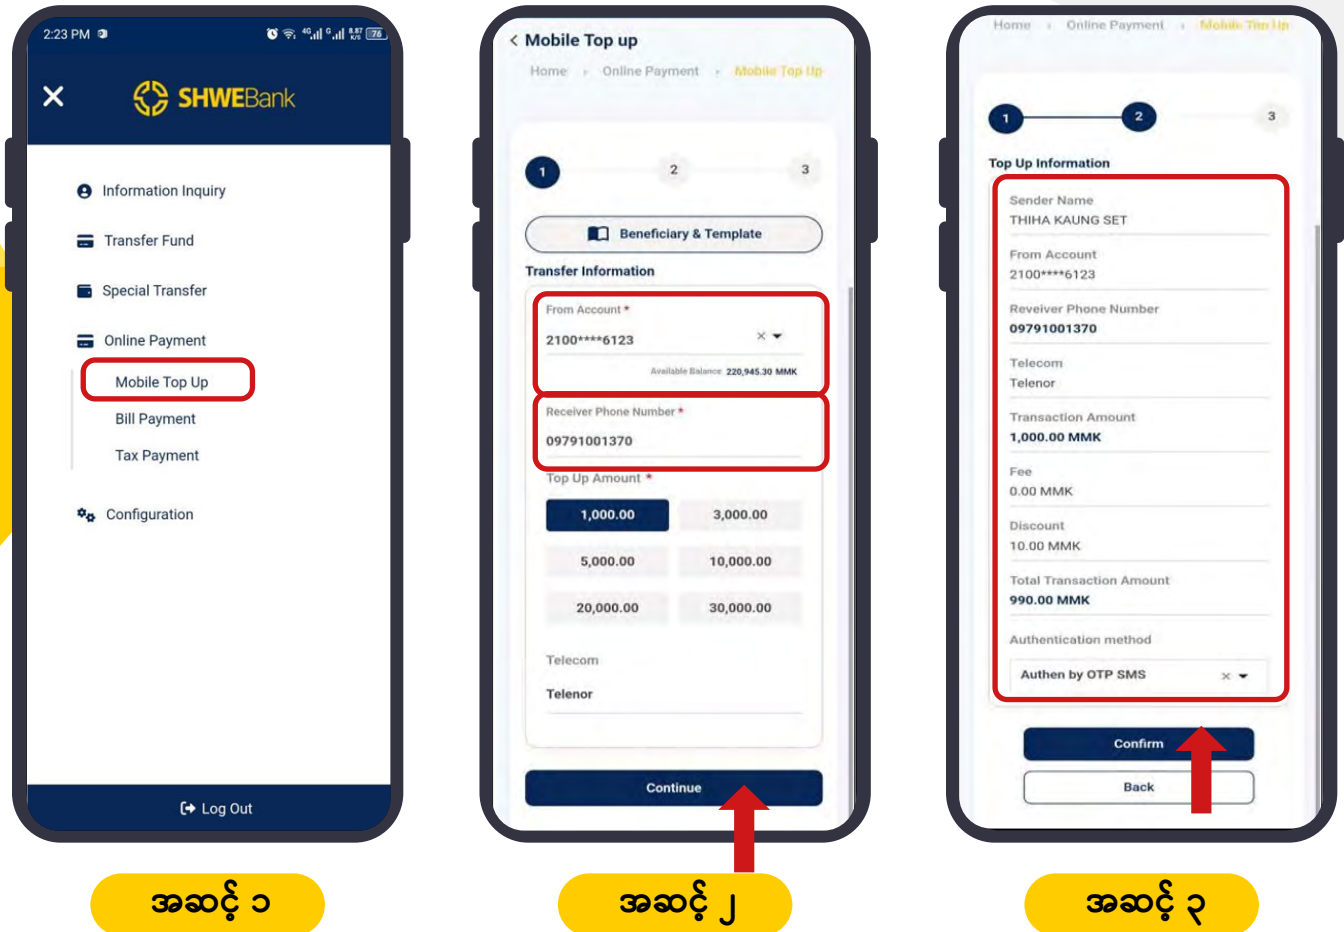 2:23 PM
4G G 8.87 K/S 76
SHWEBank
Information Inquiry
Transfer Fund
Special Transfer
Online Payment
Mobile Top Up
Bill Payment
Tax Payment
Configuration
Log Out
အဆင့် ၁
< Mobile Top up
Home › Online Payment › Mobile Top Up
1 2 3
Beneficiary & Template
Transfer Information
From Account *
2100****6123
Available Balance 220,945.30 MMK
Receiver Phone Number *
09791001370
Top Up Amount *
1,000.00 3,000.00
5,000.00 10,000.00
20,000.00 30,000.00
Telecom
Telenor
Continue
အဆင့် ၂
Home › Online Payment › Mobile Top Up
1 2 3
Top Up Information
Sender Name
THIHA KAUNG SET
From Account
2100****6123
Reveiver Phone Number
09791001370
Telecom
Telenor
Transaction Amount
1,000.00 MMK
Fee
0.00 MMK
Discount
10.00 MMK
Total Transaction Amount
990.00 MMK
Authentication method
Authen by OTP SMS
Confirm
Back
အဆင့် ၃